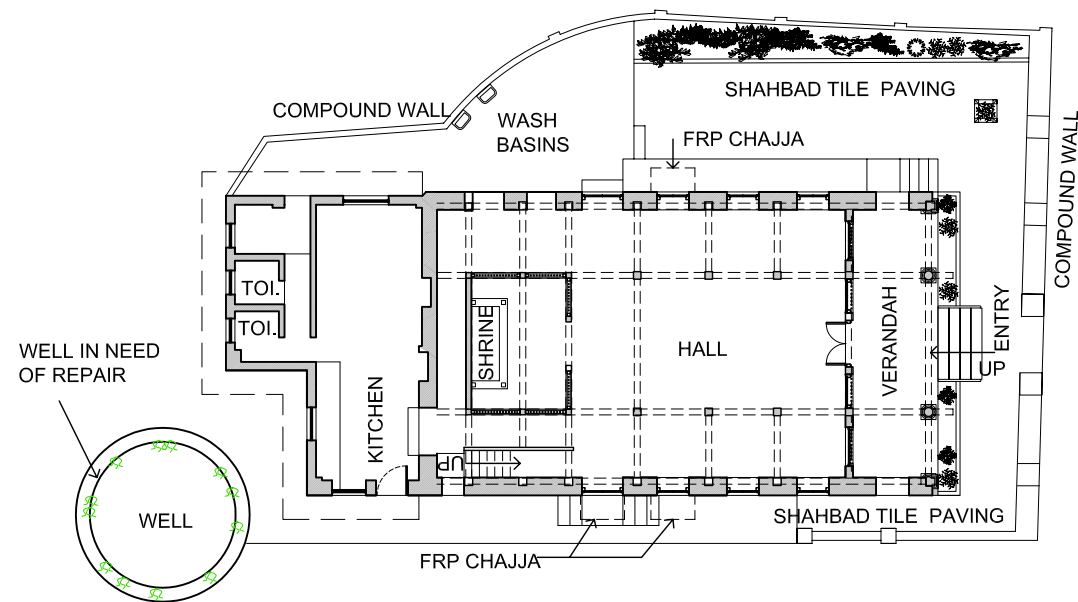 SHAHBAD TILE PAVING
COMPOUND WALL
WASH
BASINS
FRP CHAJJA
COMPOUND WALL
TOI.
TOI.
SHRINE
HALL
VERANDAH
ENTRY
UP
WELL IN NEED
OF REPAIR
KITCHEN
UP
WELL
SHAHBAD TILE PAVING
FRP CHAJJA